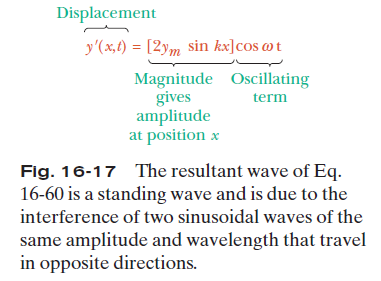 Displacement
y′(x,t) = [2yₘ sin kx]cos ωt
Magnitude Oscillating
gives term
amplitude
at position x
Fig. 16-17 The resultant wave of Eq.
16-60 is a standing wave and is due to the
interference of two sinusoidal waves of the
same amplitude and wavelength that travel
in opposite directions.